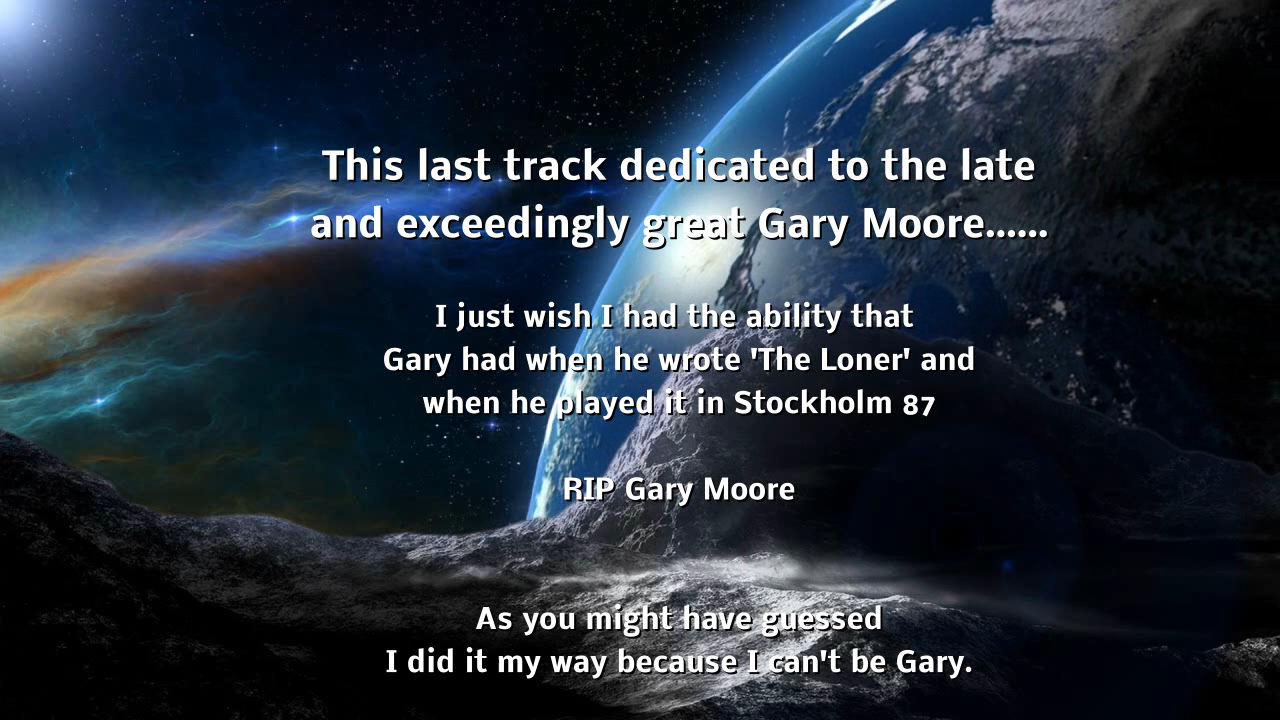 This last track dedicated to the late
and exceedingly great Gary Moore......
I just wish I had the ability that
Gary had when he wrote 'The Loner' and
when he played it in Stockholm 87
RIP Gary Moore
As you might have guessed
I did it my way because I can't be Gary.